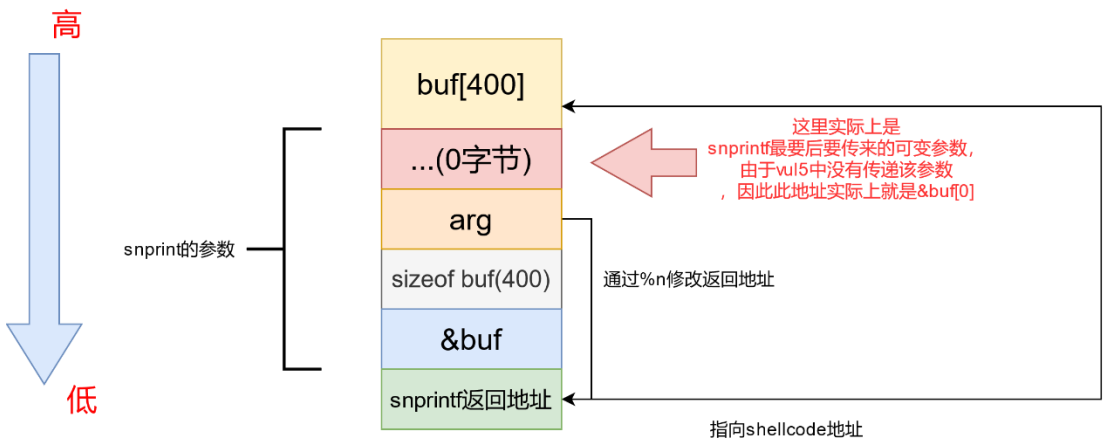 高
buf[400]
...(0字节)
arg
sizeof buf(400)
&buf
snprintf返回地址
snprint的参数
低
这里实际上是
snprintf最要后要传来的可变参数，
由于vul5中没有传递该参数
，因此此地址实际上就是&buf[0]
通过%n修改返回地址
指向shellcode地址